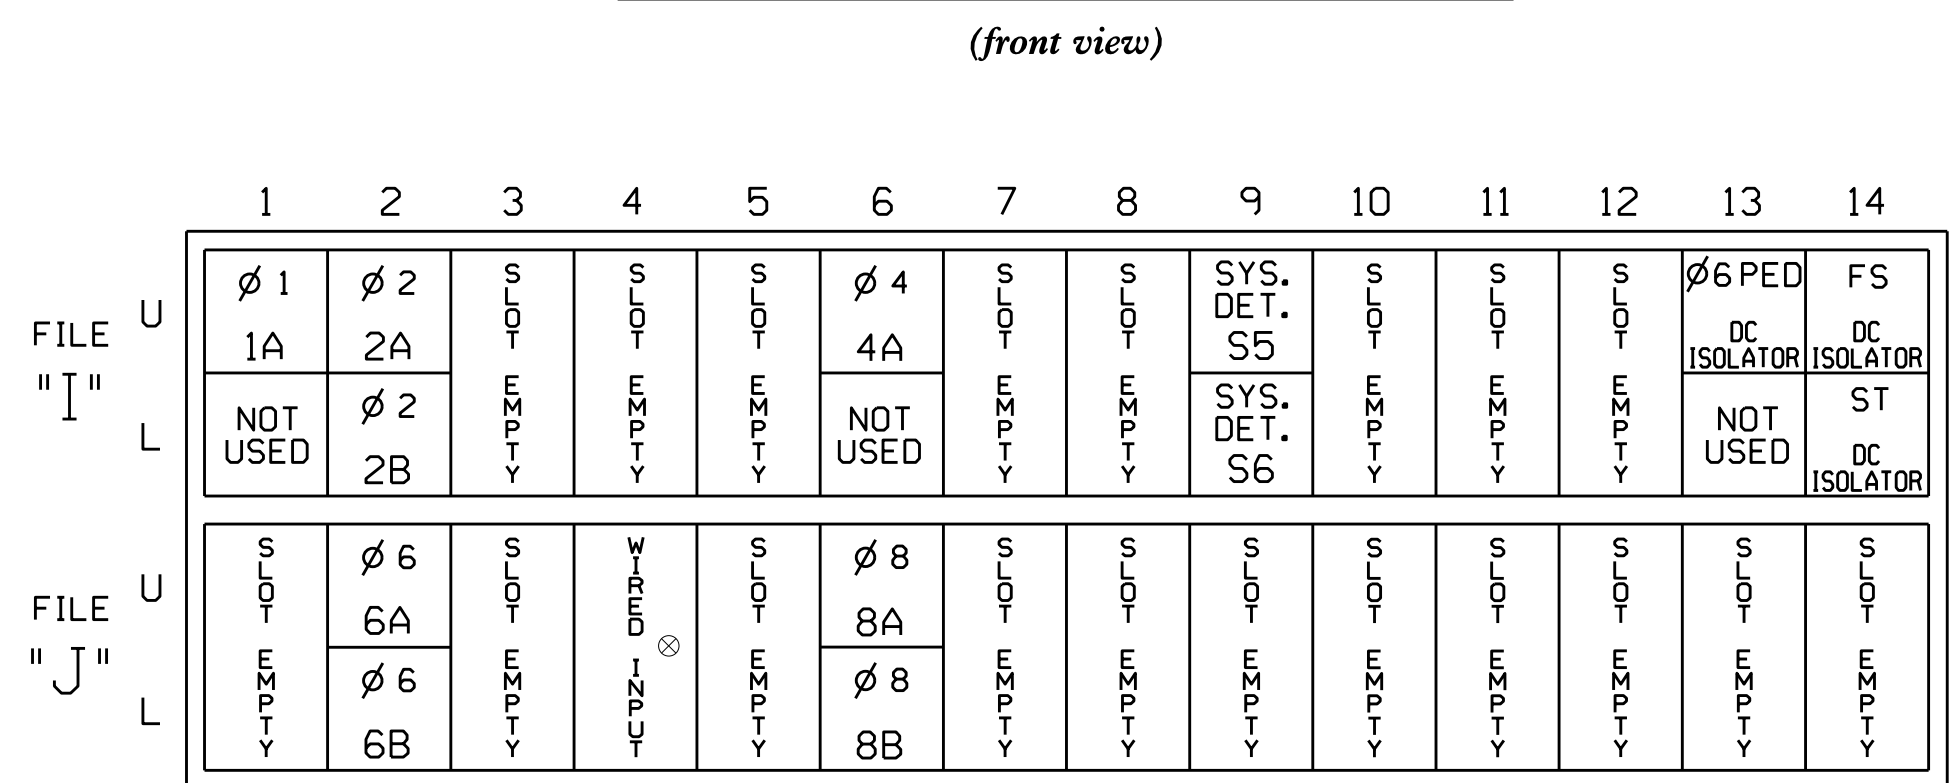 (front view)
1 2 3 4 5 6 7 8 9 10 11 12 13 14
FILE "I"
U
L
Ø 1
1A
NOT
USED
Ø 2
2A
Ø 2
2B
SLOT EMPTY
SLOT EMPTY
SLOT EMPTY
Ø 4
4A
NOT
USED
SLOT EMPTY
SLOT EMPTY
SYS.
DET.
S5
SYS.
DET.
S6
SLOT EMPTY
SLOT EMPTY
SLOT EMPTY
Ø6 PED
DC
ISOLATOR
NOT
USED
FS
DC
ISOLATOR
ST
DC
ISOLATOR
FILE "J"
U
L
SLOT EMPTY
Ø 6
6A
Ø 6
6B
SLOT EMPTY
WIRED INPUT
SLOT EMPTY
Ø 8
8A
Ø 8
8B
SLOT EMPTY
SLOT EMPTY
SLOT EMPTY
SLOT EMPTY
SLOT EMPTY
SLOT EMPTY
SLOT EMPTY
SLOT EMPTY